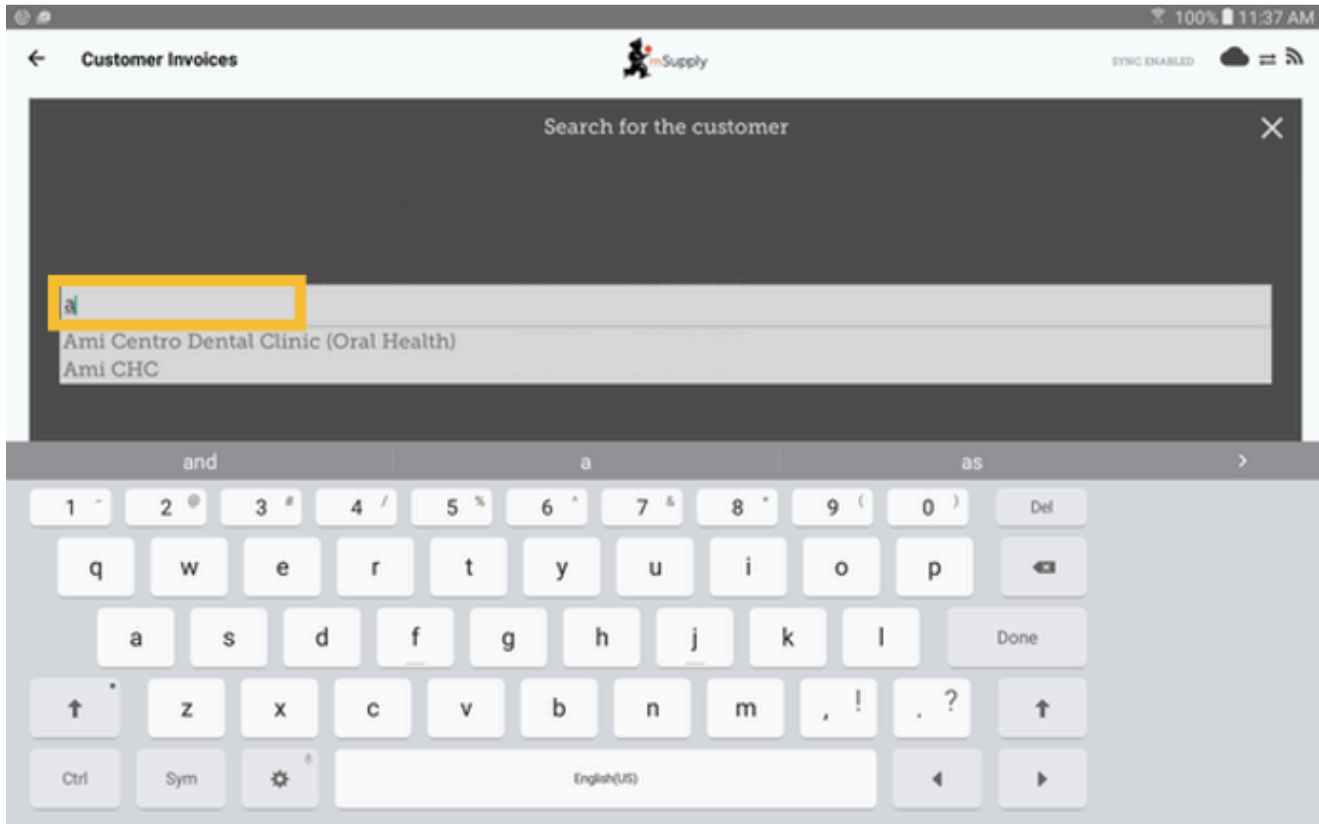 100% 11:37 AM
Customer Invoices
mSupply
SYNC ENABLED
Search for the customer
a
Ami Centro Dental Clinic (Oral Health)
Ami CHC
and a as
1 - 2 @ 3 # 4 / 5 % 6 ^ 7 & 8 * 9 ( 0 ) Del
q w e r t y u i o p
a s d f g h j k l Done
z x c v b n m , ! . ?
Ctrl Sym English(US)